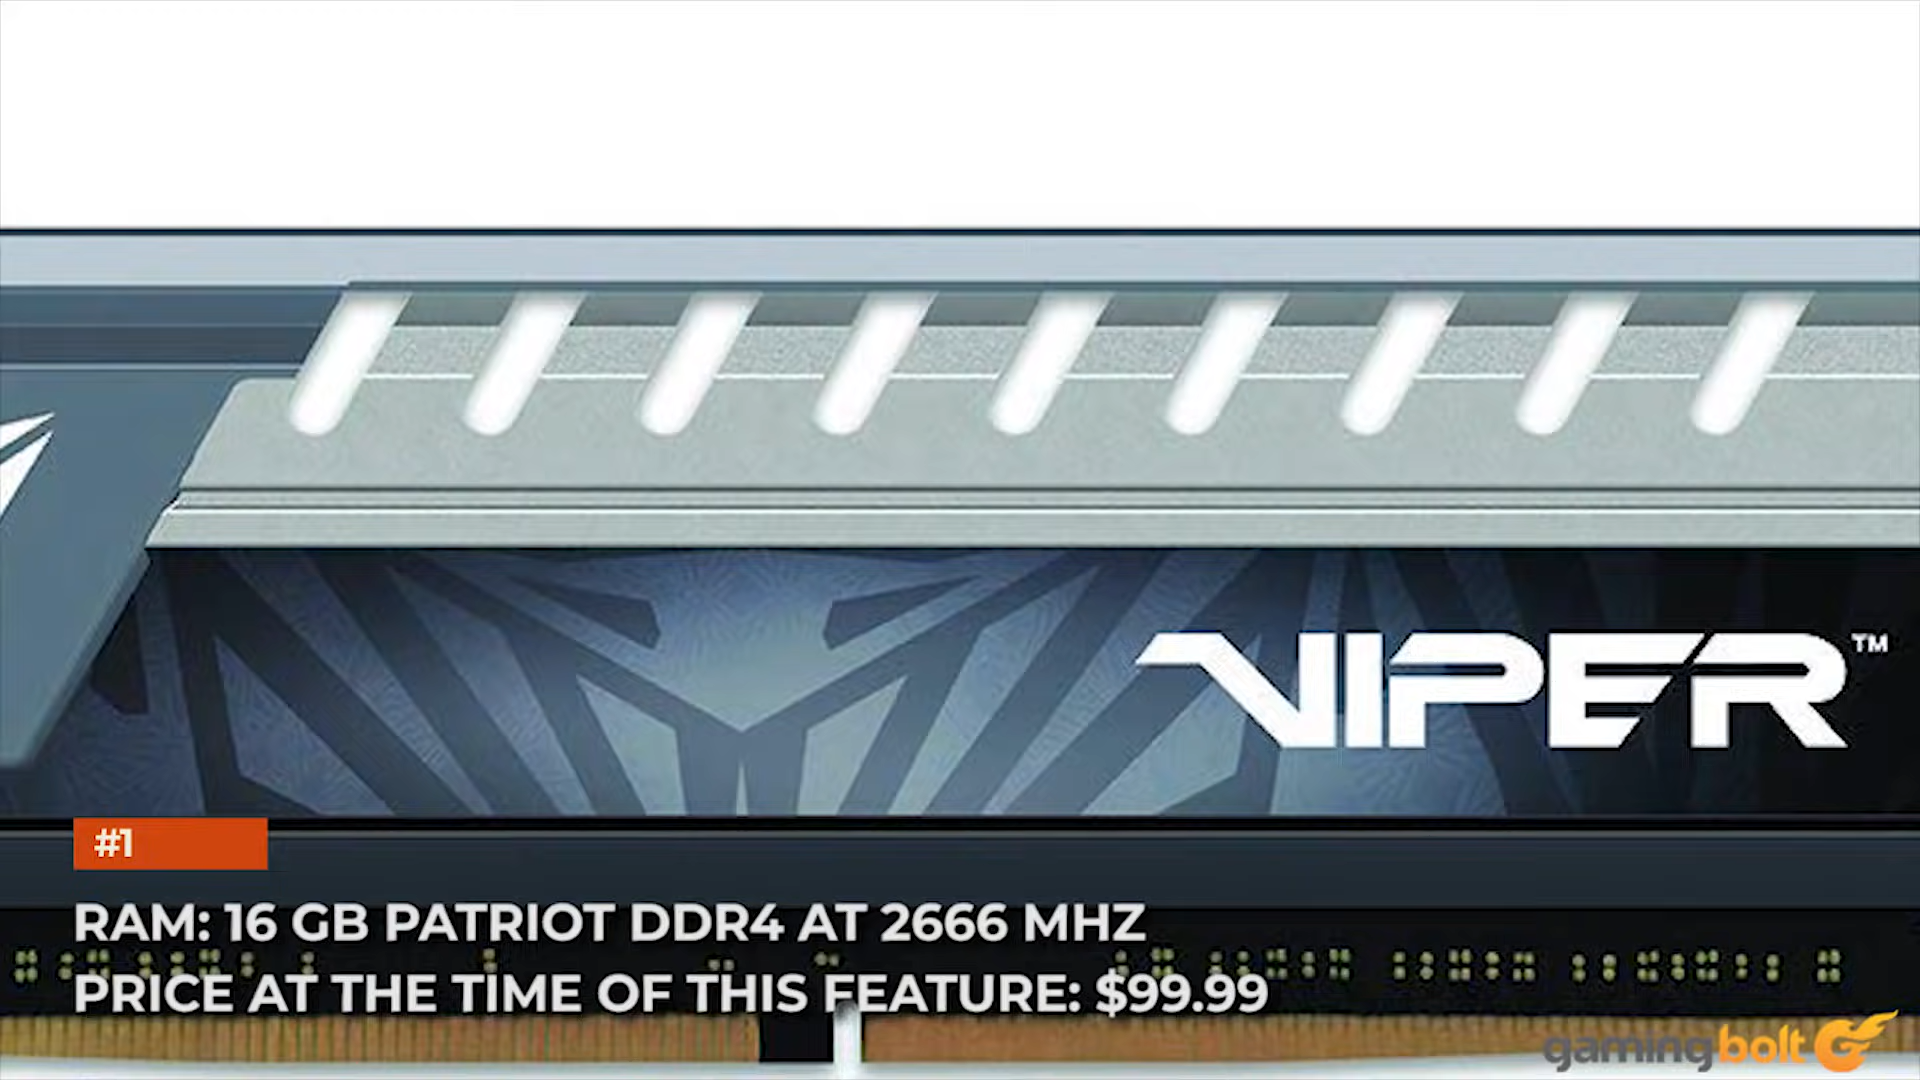 VIPER™
#1
RAM: 16 GB PATRIOT DDR4 AT 2666 MHZ
PRICE AT THE TIME OF THIS FEATURE: $99.99
gamingbolt